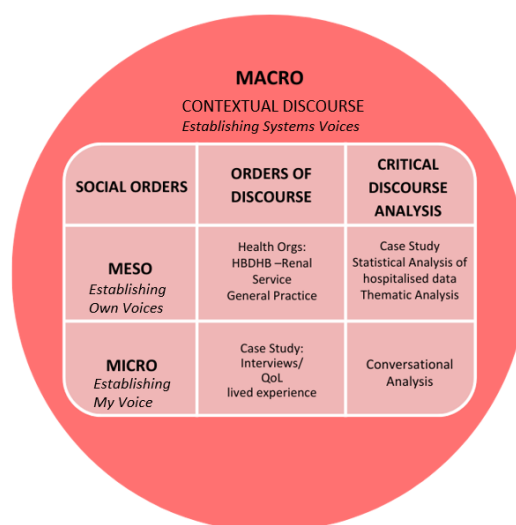 MACRO
CONTEXTUAL DISCOURSE
Establishing Systems Voices
SOCIAL ORDERS
ORDERS OF
DISCOURSE
CRITICAL
DISCOURSE
ANALYSIS
MESO
Establishing
Own Voices
Health Orgs:
HBDHB –Renal
Service
General Practice
Case Study
Statistical Analysis of
hospitalised data
Thematic Analysis
MICRO
Establishing
My Voice
Case Study:
Interviews/
QoL
lived experience
Conversational
Analysis